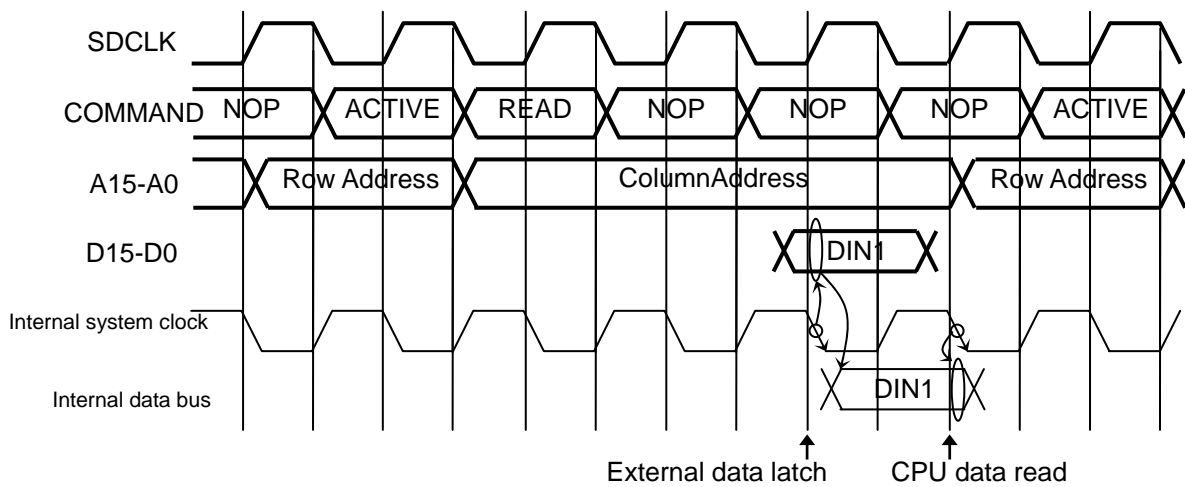 SDCLK
COMMAND NOP ACTIVE READ NOP NOP NOP ACTIVE
A15-A0 Row Address ColumnAddress Row Address
D15-D0 DIN1
Internal system clock
Internal data bus DIN1
External data latch CPU data read